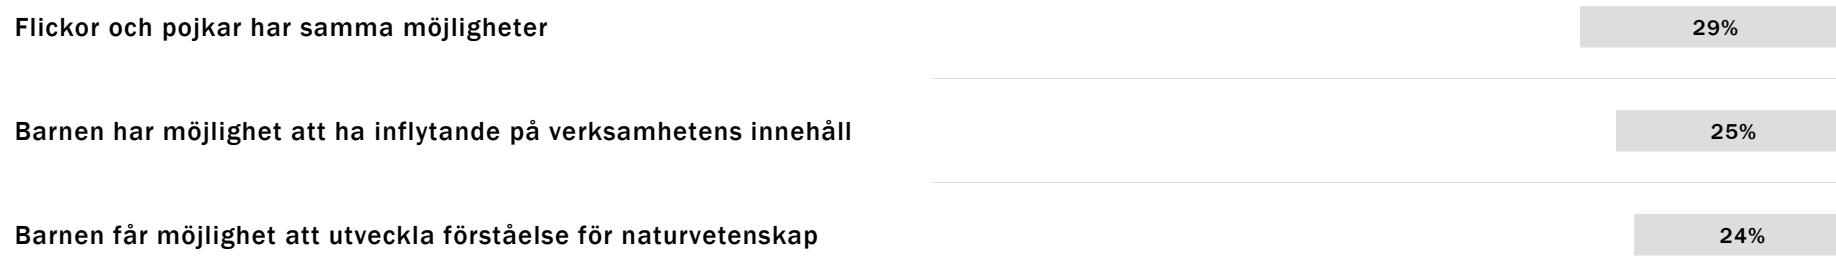 Flickor och pojkar har samma möjligheter 29%
Barnen har möjlighet att ha inflytande på verksamhetens innehåll 25%
Barnen får möjlighet att utveckla förståelse för naturvetenskap 24%